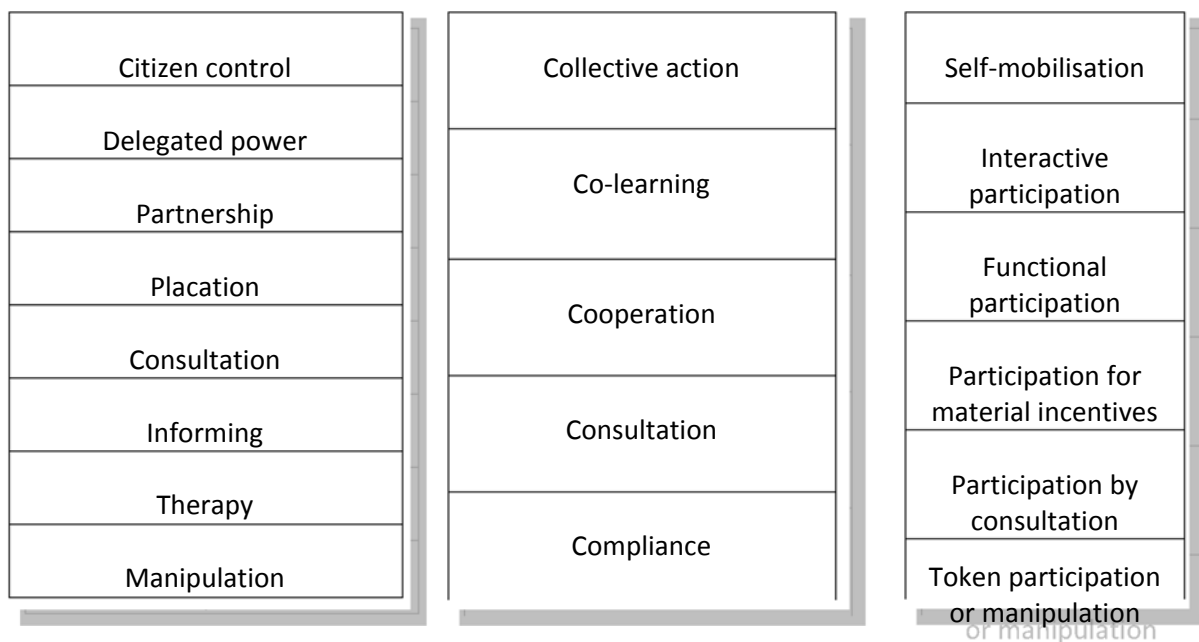 Citizen control
Delegated power
Partnership
Placation
Consultation
Informing
Therapy
Manipulation
Collective action
Co-learning
Cooperation
Consultation
Compliance
Self-mobilisation
Interactive
participation
Functional
participation
Participation for
material incentives
Participation by
consultation
Token participation
or manipulation
or manipulation